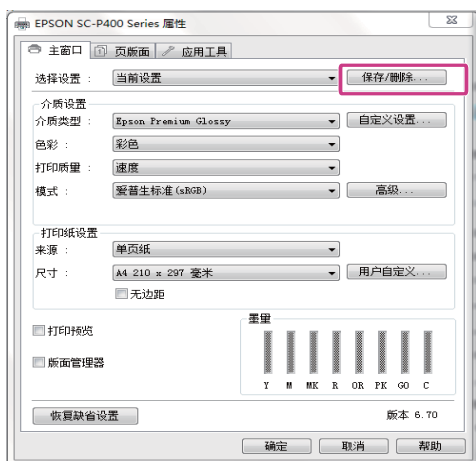 EPSON SC-P400 Series 属性
主窗口 页版面 应用工具
选择设置 : 当前设置 保存/删除...
介质设置
介质类型 : Epson Premium Glossy 自定义设置...
色彩 : 彩色
打印质量 : 速度
模式 : 爱普生标准(sRGB) 高级...
打印纸设置
来源 : 单页纸
尺寸 : A4 210 x 297 毫米 用户自定义...
无边距
墨量
打印预览
版面管理器
Y M MK R OR PK GO C
恢复缺省设置 版本 6.70
确定 取消 帮助